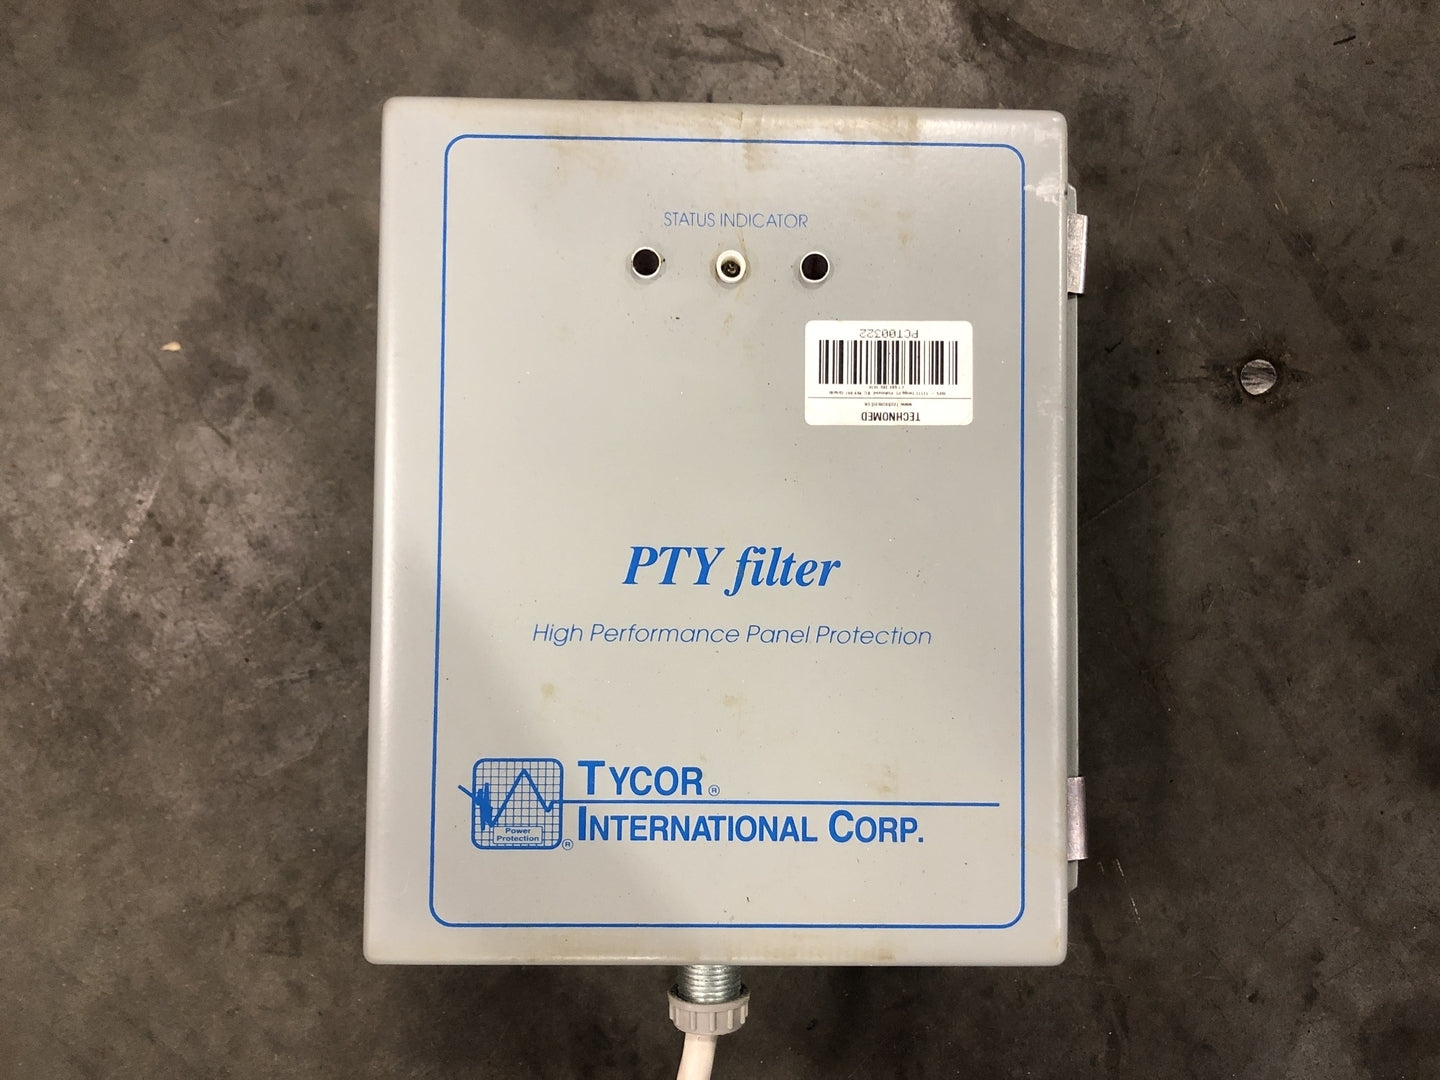 STATUS INDICATOR
PCT00322
TECHNOMED
PTY filter
High Performance Panel Protection
TYCOR ®
INTERNATIONAL CORP.
Power
Protection
®